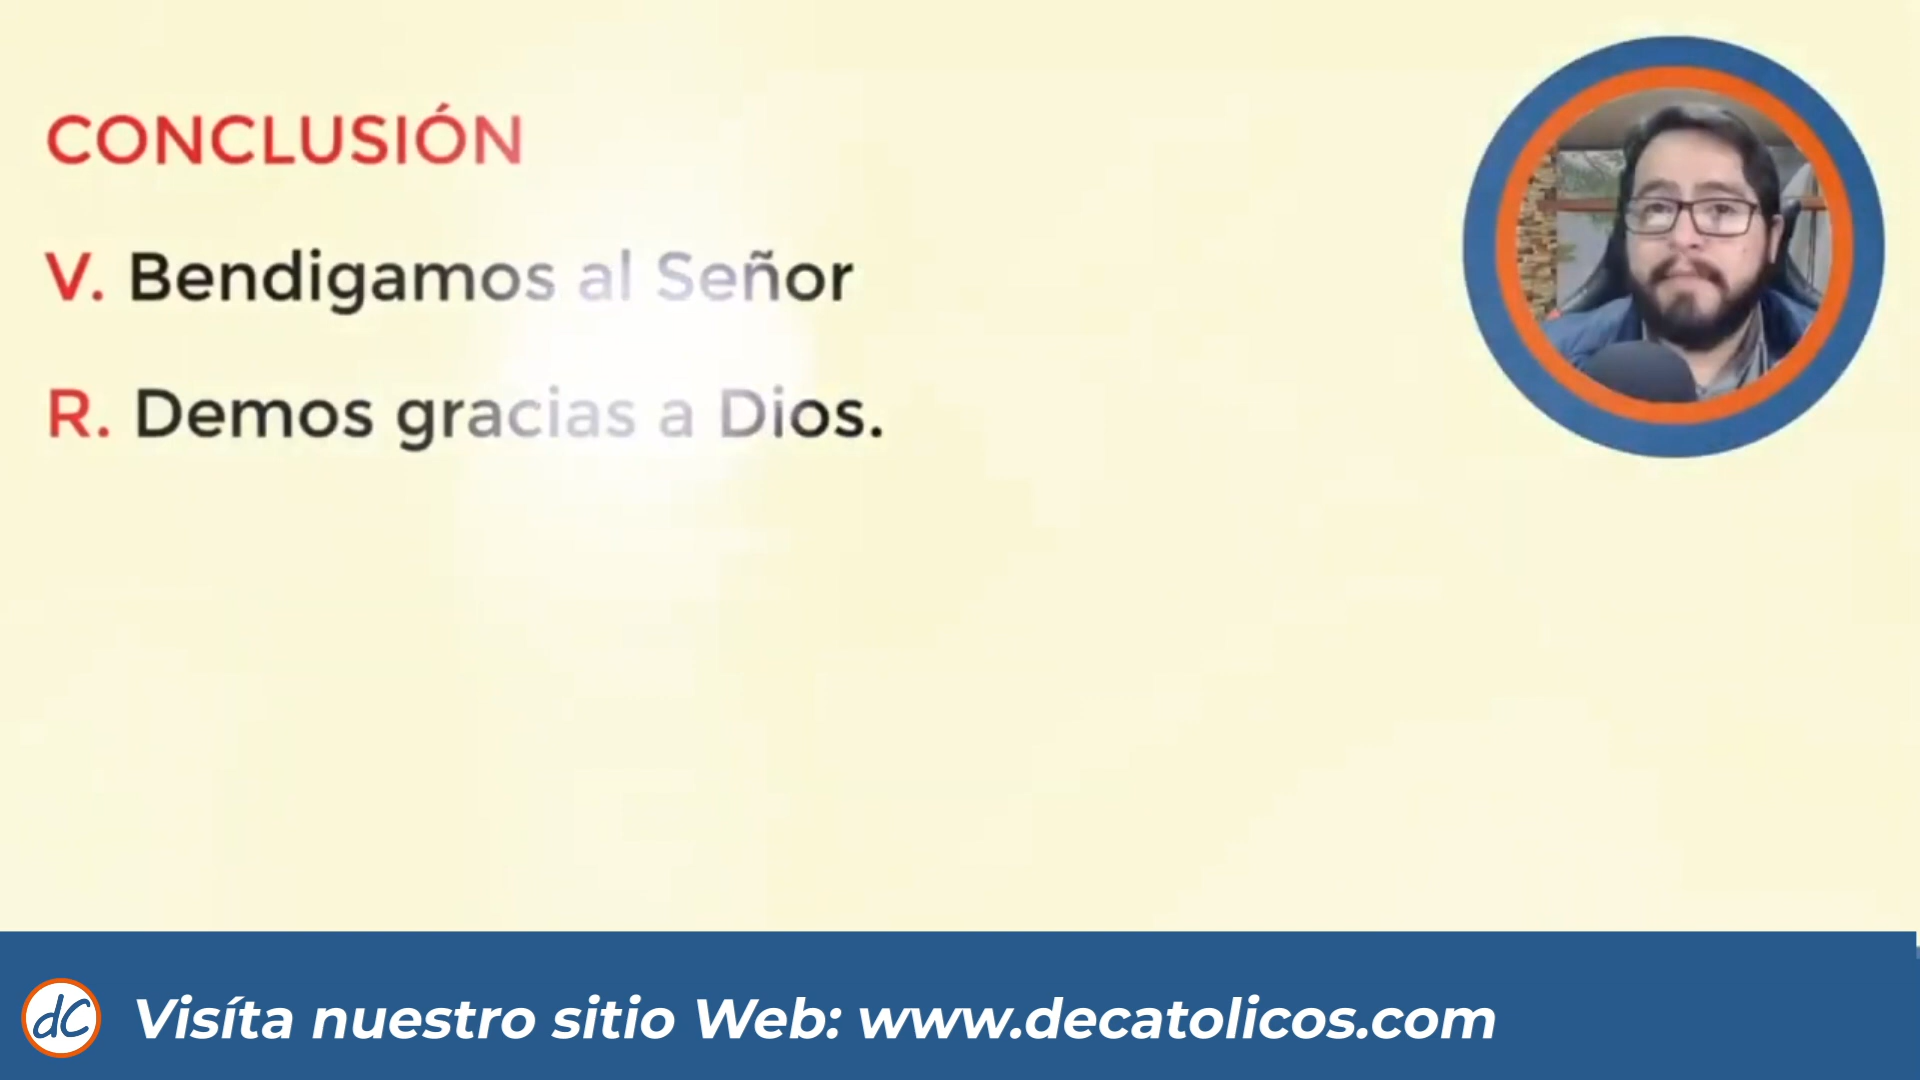 CONCLUSIÓN
V. Bendigamos al Señor
R. Demos gracias a Dios.
dC Visíta nuestro sitio Web: www.decatolicos.com